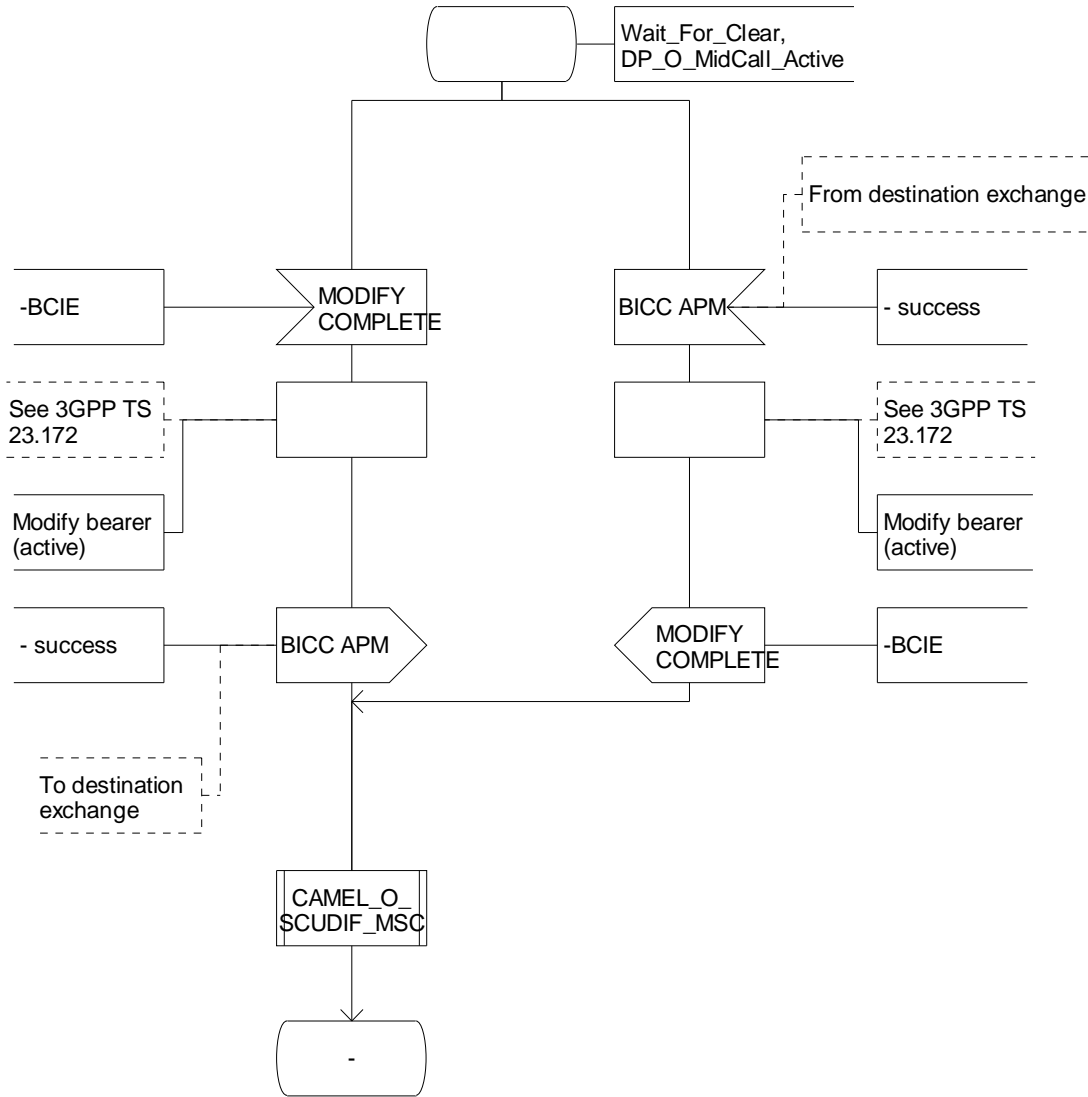 Wait_For_Clear,
DP_O_MidCall_Active
From destination exchange
-BCIE
MODIFY
COMPLETE
BICC APM
- success
See 3GPP TS
23.172
See 3GPP TS
23.172
Modify bearer
(active)
Modify bearer
(active)
- success
BICC APM
MODIFY
COMPLETE
-BCIE
To destination
exchange
CAMEL_O_
SCUDIF_MSC
-